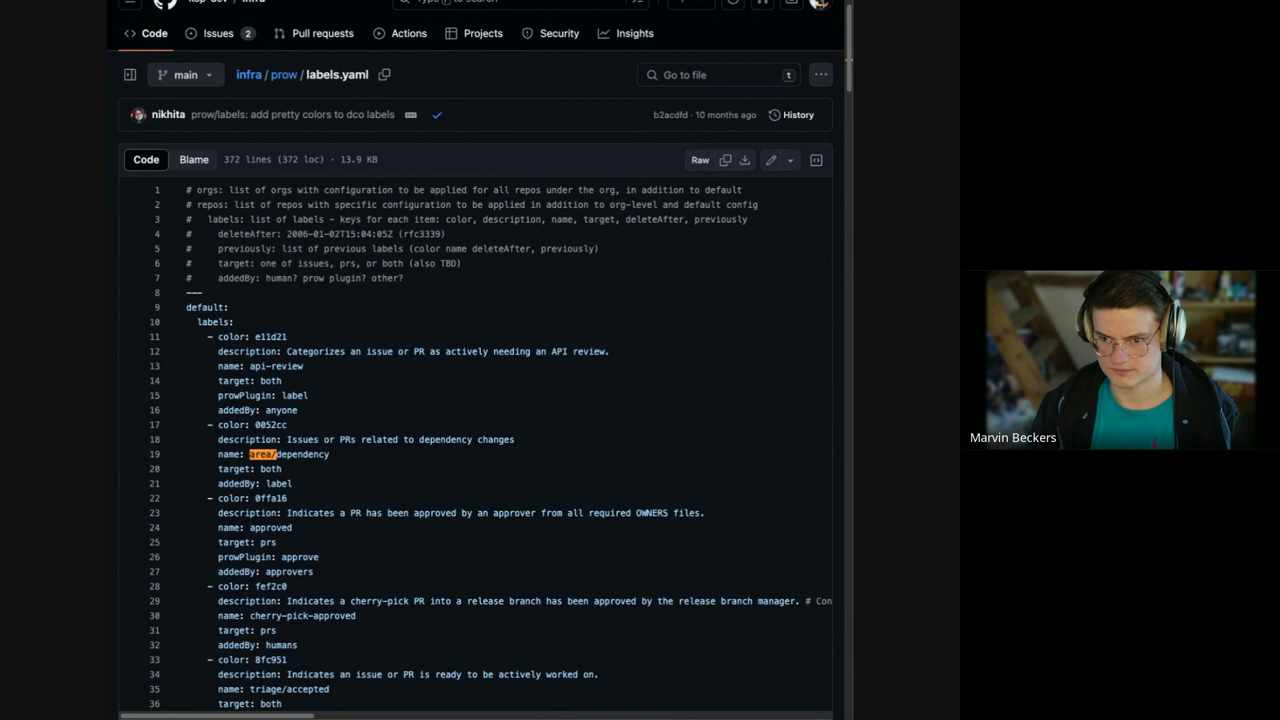 Code
Issues 2
Pull requests
Actions
Projects
Security
Insights
main
infra / prow / labels.yaml
Go to file t
nikhita prow/labels: add pretty colors to dco labels
b2acdfd · 10 months ago
History
Code Blame 372 lines (372 loc) · 13.9 KB
Raw
1 # orgs: list of orgs with configuration to be applied for all repos under the org, in addition to default
2 # repos: list of repos with specific configuration to be applied in addition to org-level and default config
3 # labels: list of labels - keys for each item: color, description, name, target, deleteAfter, previously
4 # deleteAfter: 2006-01-02T15:04:05Z (rfc3339)
5 # previously: list of previous labels (color name deleteAfter, previously)
6 # target: one of issues, prs, or both (also TBD)
7 # addedBy: human? prow plugin? other?
8 ---
9 default:
10 labels:
11 - color: e11d21
12 description: Categorizes an issue or PR as actively needing an API review.
13 name: api-review
14 target: both
15 prowPlugin: label
16 addedBy: anyone
17 - color: 0052cc
18 description: Issues or PRs related to dependency changes
19 name: area/dependency
20 target: both
21 addedBy: label
22 - color: 0ffa16
23 description: Indicates a PR has been approved by an approver from all required OWNERS files.
24 name: approved
25 target: prs
26 prowPlugin: approve
27 addedBy: approvers
28 - color: fef2c0
29 description: Indicates a cherry-pick PR into a release branch has been approved by the release branch manager. # Con
30 name: cherry-pick-approved
31 target: prs
32 addedBy: humans
33 - color: 8fc951
34 description: Indicates an issue or PR is ready to be actively worked on.
35 name: triage/accepted
36 target: both
Marvin Beckers